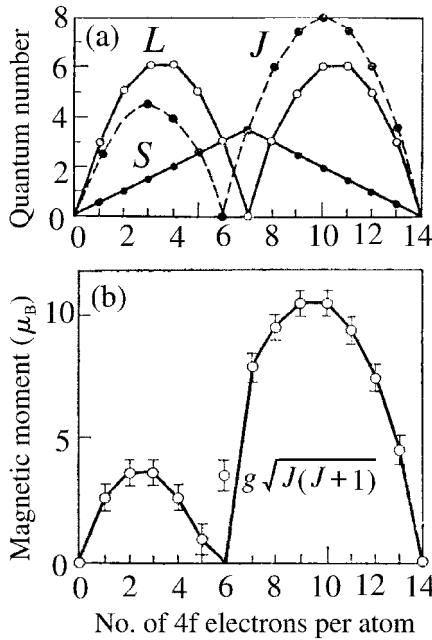 (a)
L
J
S
Quantum number
8
6
4
2
0
0 2 4 6 8 10 12 14
(b)
Magnetic moment (μB)
10
5
0
g√J(J+1)
0 2 4 6 8 10 12 14
No. of 4f electrons per atom